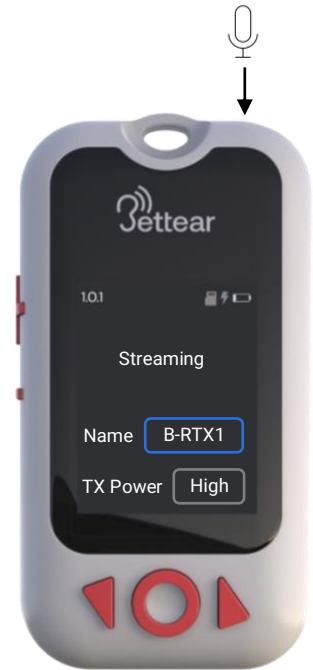 Bettear
1.0.1
Streaming
Name B-RTX1
TX Power High